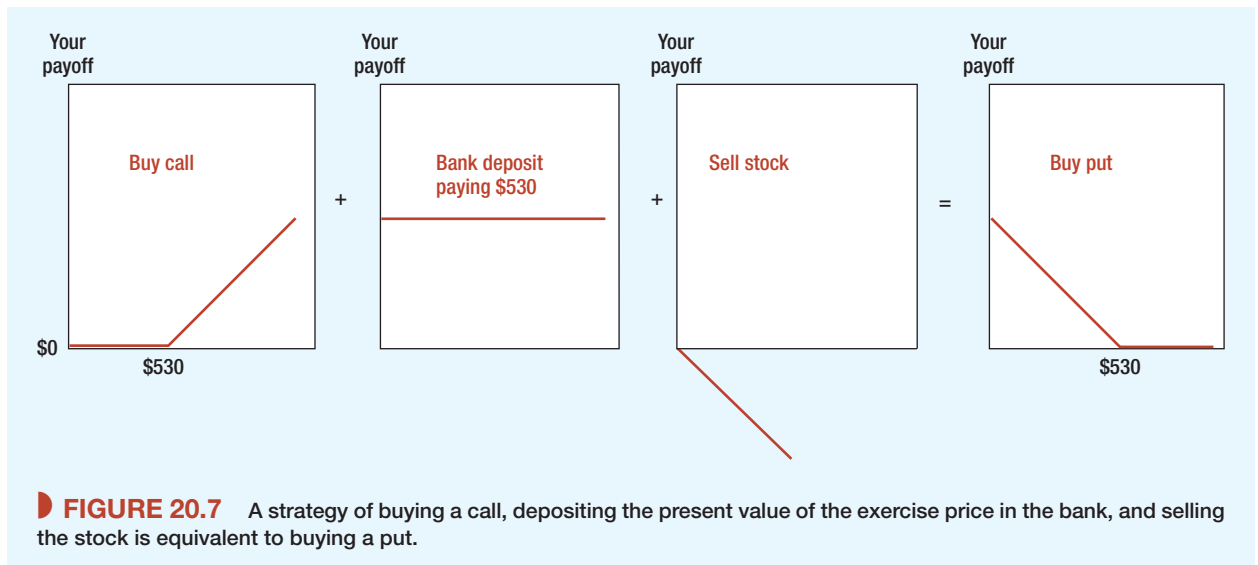 Your
payoff
Your
payoff
Your
payoff
Your
payoff
Buy call
Bank deposit
paying $530
Sell stock
Buy put
+
+
=
$0
$530
$530
FIGURE 20.7 A strategy of buying a call, depositing the present value of the exercise price in the bank, and selling
the stock is equivalent to buying a put.